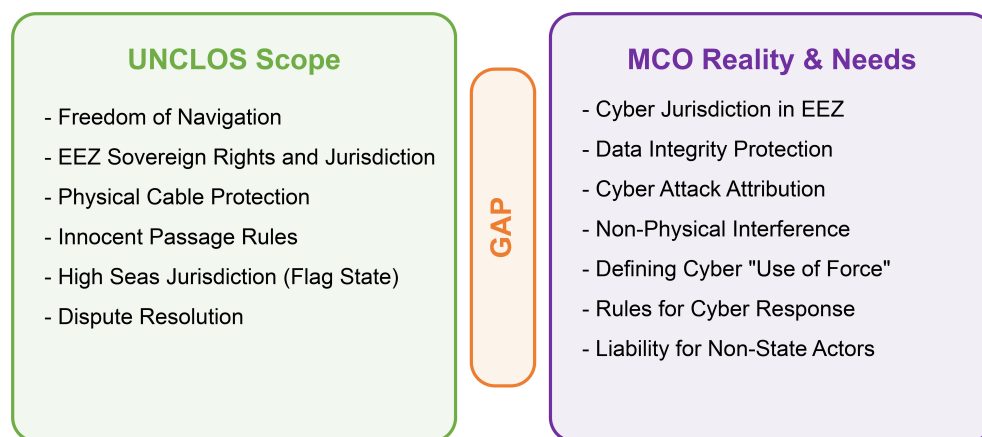 UNCLOS Scope
- Freedom of Navigation
- EEZ Sovereign Rights and Jurisdiction
- Physical Cable Protection
- Innocent Passage Rules
- High Seas Jurisdiction (Flag State)
- Dispute Resolution
GAP
MCO Reality & Needs
- Cyber Jurisdiction in EEZ
- Data Integrity Protection
- Cyber Attack Attribution
- Non-Physical Interference
- Defining Cyber "Use of Force"
- Rules for Cyber Response
- Liability for Non-State Actors